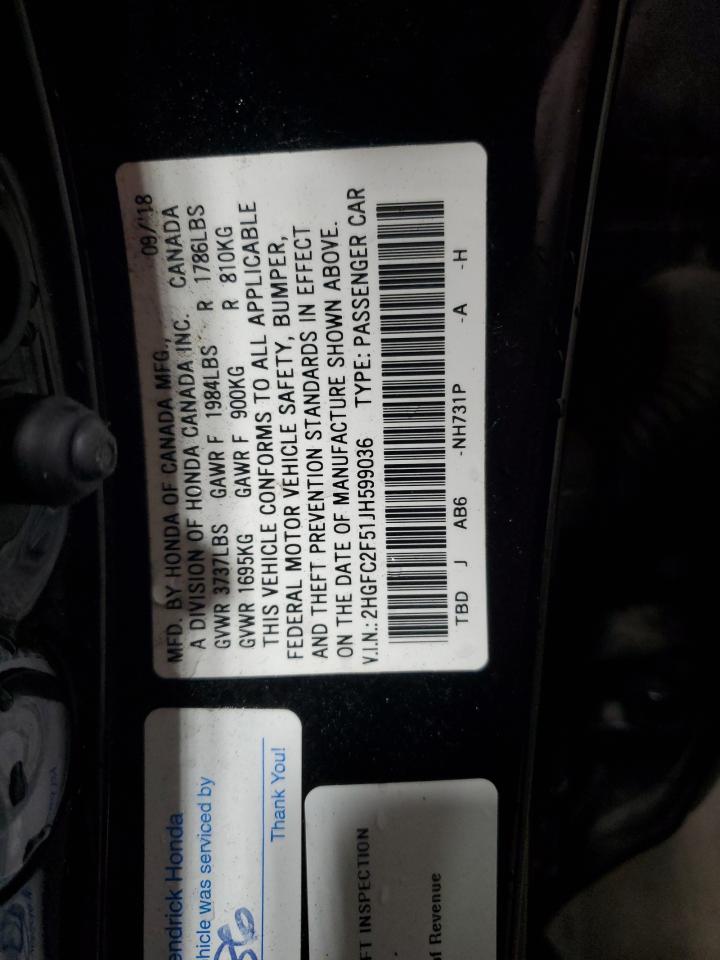 MFD. BY HONDA OF CANADA MFG., 09/18
A DIVISION OF HONDA CANADA INC. CANADA
GVWR 3737LBS GAWR F 1984LBS R 1786LBS
GVWR 1695KG GAWR F 900KG R 810KG
THIS VEHICLE CONFORMS TO ALL APPLICABLE
FEDERAL MOTOR VEHICLE SAFETY, BUMPER,
AND THEFT PREVENTION STANDARDS IN EFFECT
ON THE DATE OF MANUFACTURE SHOWN ABOVE.
V.I.N.: 2HGFC2F51JH599036 TYPE: PASSENGER CAR
TBD J AB6 -NH731P -A -H
endrick Honda
hicle was serviced by
Thank You!
FT INSPECTION
f Revenue